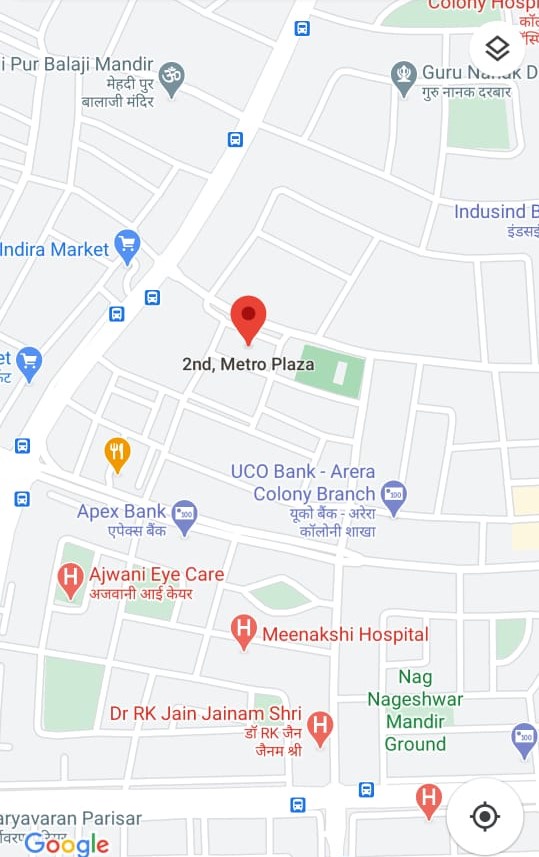 Colony Hospi
कॉल
i Pur Balaji Mandir
मेहदी पुर
बालाजी मंदिर
Guru Nanak D
गुरु नानक दरबार
Indusind B
इंडसइं
Indira Market
et
र्केट
2nd, Metro Plaza
UCO Bank - Arera
Colony Branch
यूको बैंक - अरेरा
कॉलोनी शाखा
Apex Bank
एपेक्स बैंक
Ajwani Eye Care
अजवानी आई केयर
Meenakshi Hospital
Nag
Nageshwar
Mandir
Ground
Dr RK Jain Jainam Shri
डॉ RK जैन
जैनम श्री
aryavaran Parisar
Google